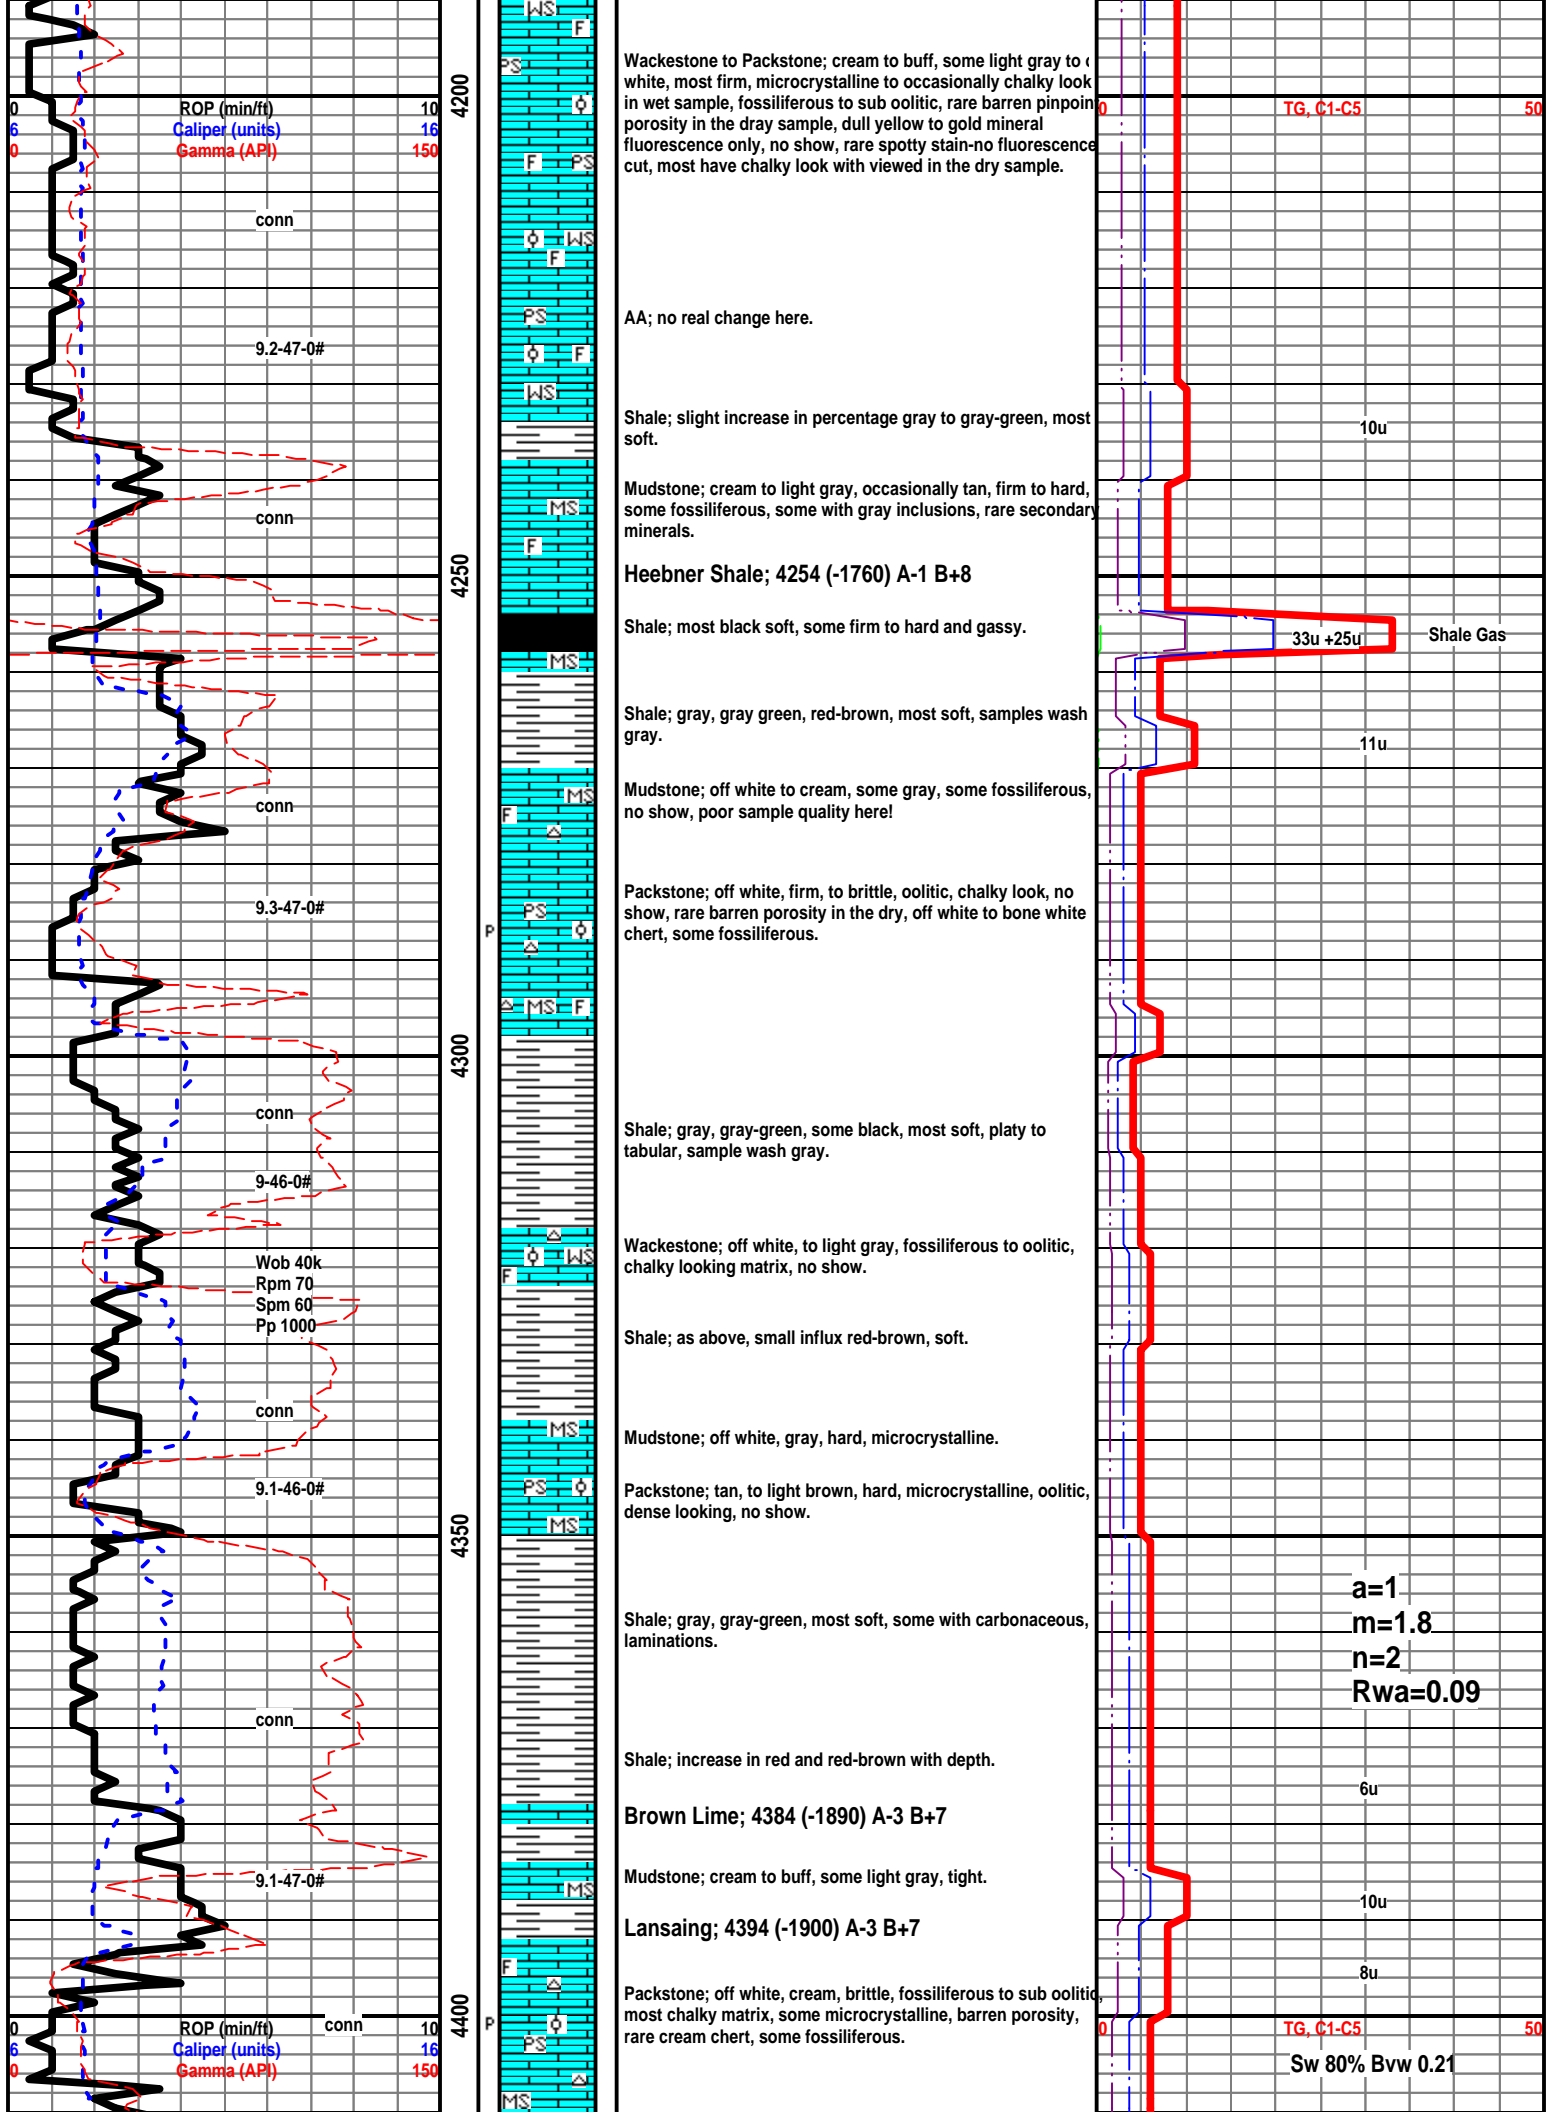 WS
F
Wackestone to Packstone; cream to buff, some light gray to
PS
white, most firm, microcrystalline to occasionally chalky look
in wet sample, fossiliferous to sub oolitic, rare barren pinpoin
porosity in the dray sample, dull yellow to gold mineral
fluorescence only, no show, rare spotty stain-no fluorescence
cut, most have chalky look with viewed in the dry sample.
4200
0 ROP (min/ft) 10
6 Caliper (units) 16
0 Gamma (API) 150
0 TG, C1-C5 50
F PS
conn
WS
F
PS
AA; no real change here.
9.2-47-0#
F
WS
Shale; slight increase in percentage gray to gray-green, most
soft.
10u
Mudstone; cream to light gray, occasionally tan, firm to hard,
some fossiliferous, some with gray inclusions, rare secondary
minerals.
MS
conn
F
4250
Heebner Shale; 4254 (-1760) A-1 B+8
Shale; most black soft, some firm to hard and gassy.
33u +25u
Shale Gas
MS
Shale; gray, gray green, red-brown, most soft, samples wash
gray.
11u
Mudstone; off white to cream, some gray, some fossiliferous,
no show, poor sample quality here!
MS
conn
F
Packstone; off white, firm, to brittle, oolitic, chalky look, no
show, rare barren porosity in the dry, off white to bone white
chert, some fossiliferous.
9.3-47-0#
PS
P
MS F
4300
conn
Shale; gray, gray-green, some black, most soft, platy to
tabular, sample wash gray.
9-46-0#
Wackestone; off white, to light gray, fossiliferous to oolitic,
chalky looking matrix, no show.
WS
F
Wob 40k
Rpm 70
Spm 60
Pp 1000
Shale; as above, small influx red-brown, soft.
conn
MS
Mudstone; off white, gray, hard, microcrystalline.
9.1-46-0#
PS
Packstone; tan, to light brown, hard, microcrystalline, oolitic,
dense looking, no show.
MS
4350
a=1
m=1.8
n=2
Rwa=0.09
Shale; gray, gray-green, most soft, some with carbonaceous,
laminations.
conn
Shale; increase in red and red-brown with depth.
6u
Brown Lime; 4384 (-1890) A-3 B+7
Mudstone; cream to buff, some light gray, tight.
9.1-47-0#
MS
10u
Lansaing; 4394 (-1900) A-3 B+7
F
8u
Packstone; off white, cream, brittle, fossiliferous to sub oolitic,
most chalky matrix, some microcrystalline, barren porosity,
rare cream chert, some fossiliferous.
4400
P
conn
PS
0 ROP (min/ft) 10
6 Caliper (units) 16
0 Gamma (API) 150
0 TG, C1-C5 50
Sw 80% Bvw 0.21
MS